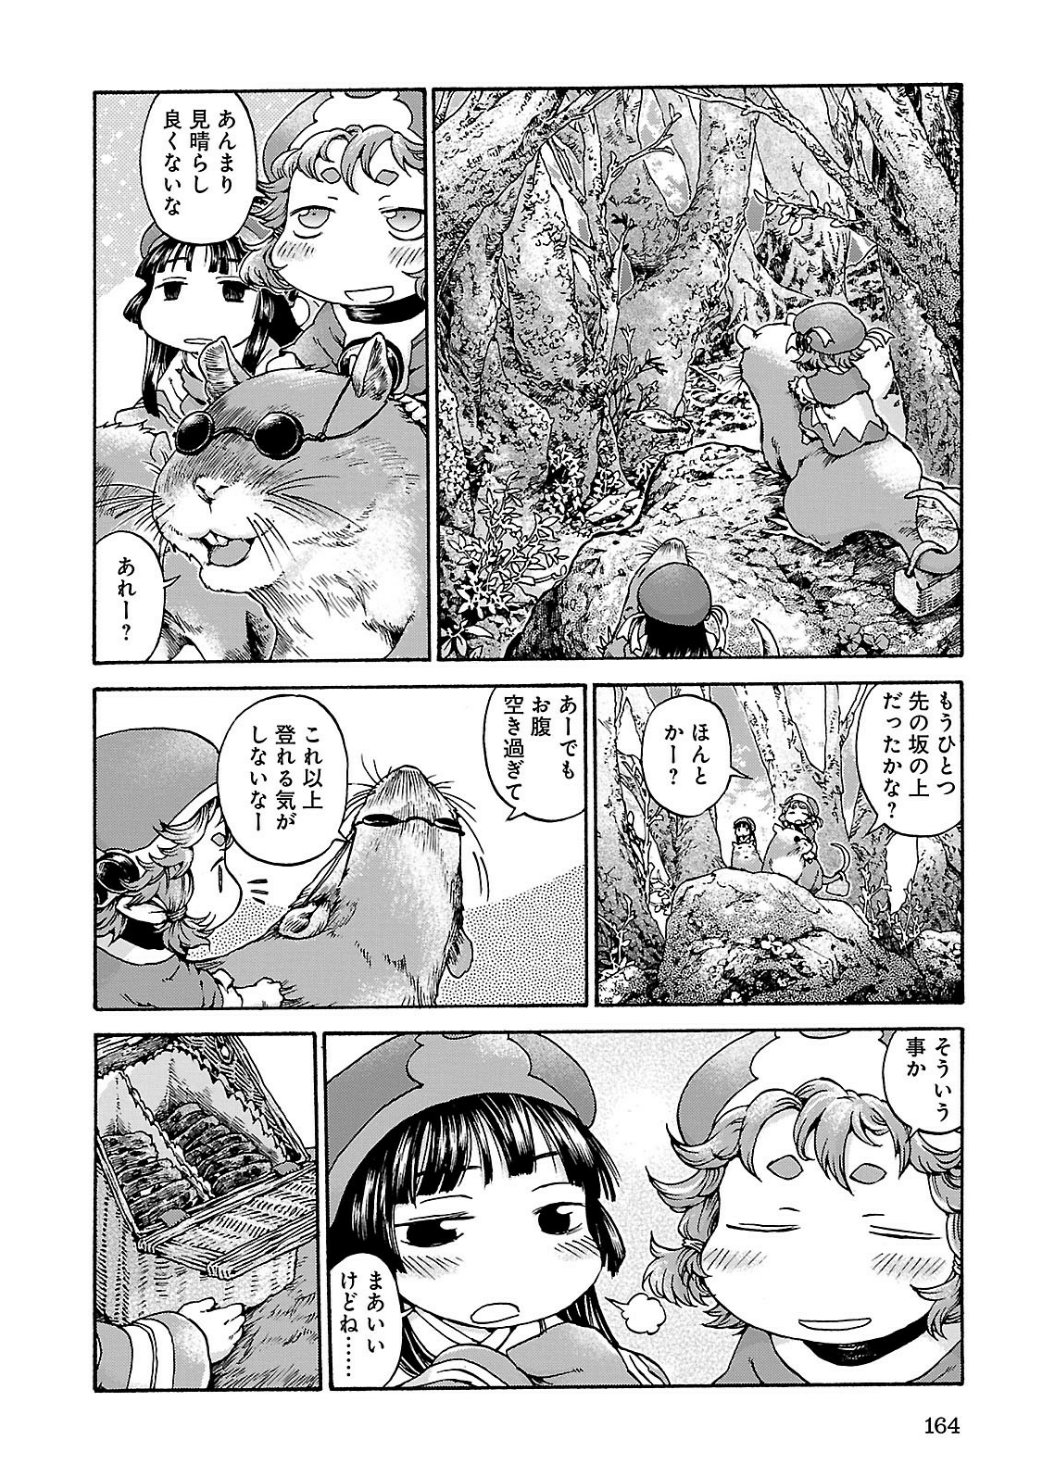 あんまり
見晴らし
良くないな
あれー？
もうひとつ
先の坂の上
だったかな？
ほんと
かー？
あーでも
お腹
空き過ぎて
これ以上
登れる気が
しないなー
そういう
事か
まあいい
けどね……
164